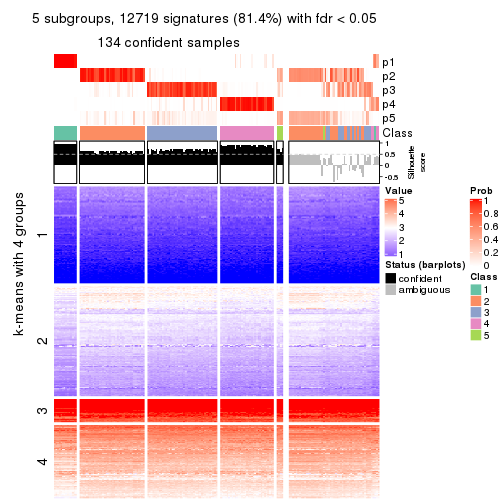 5 subgroups, 12719 signatures (81.4%) with fdr < 0.05
134 confident samples
p1
p2
p3
p4
p5
Class
1
0.5
0
-0.5
Silhouette
score
k-means with 4 groups
1
2
3
4
Value
5
4
3
2
1
Status (barplots)
confident
ambiguous
Prob
1
0.8
0.6
0.4
0.2
0
Class
1
2
3
4
5